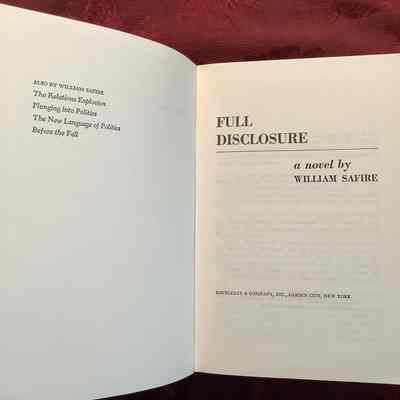 ALSO BY WILLIAM SAFIRE
The Relations Explosion
Plunging into Politics
The New Language of Politics
Before the Fall
FULL
DISCLOSURE
a novel by
WILLIAM SAFIRE
DOUBLEDAY & COMPANY, INC., GARDEN CITY, NEW YORK